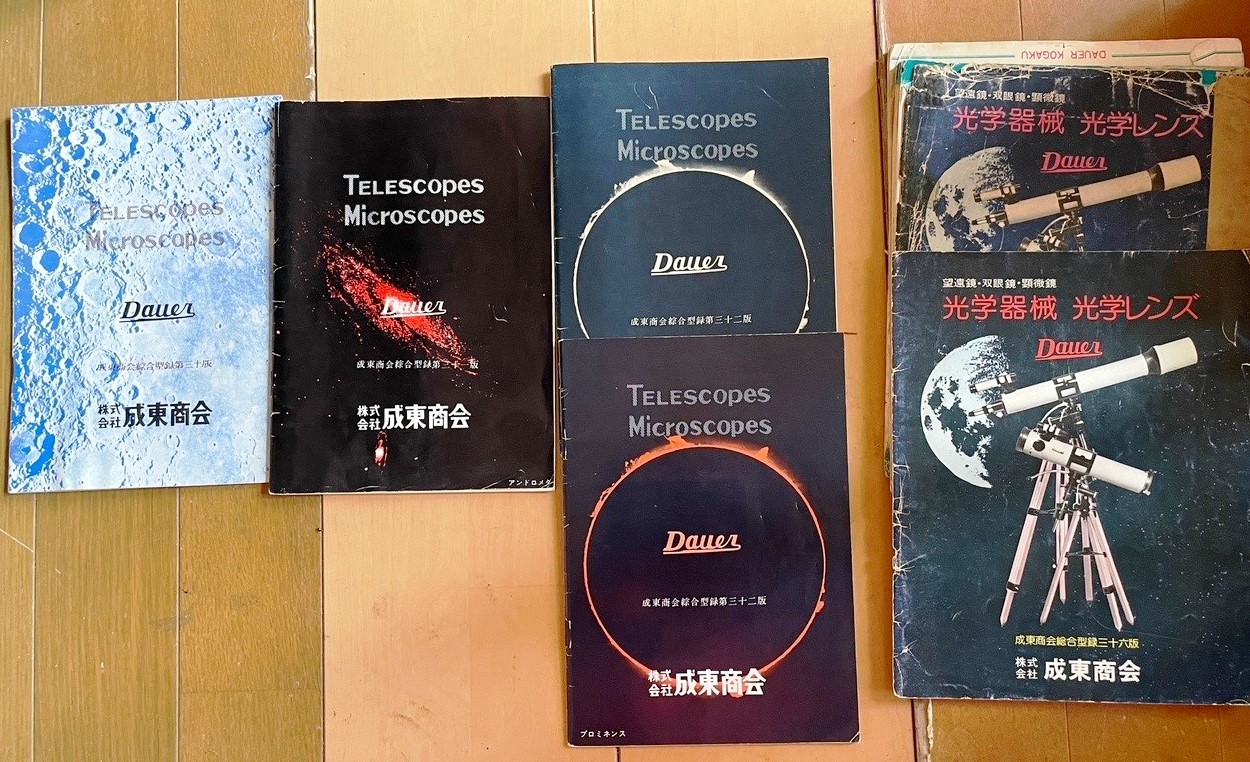 TELESCOPES
MICROSCOPES
Dauer
成東商会綜合型録第三十版
株式会社 成東商会
TELESCOPES
MICROSCOPES
Dauer
成東商会綜合型録第三十一版
株式会社 成東商会
アンドロメダ
TELESCOPES
MICROSCOPES
Dauer
成東商会綜合型録第三十二版
TELESCOPES
MICROSCOPES
Dauer
成東商会綜合型録第三十二版
株式会社 成東商会
プロミネンス
DAUER KOGAKU
望遠鏡・双眼鏡・顕微鏡
光学器械 光学レンズ
Dauer
望遠鏡・双眼鏡・顕微鏡
光学器械 光学レンズ
Dauer
成東商会総合型録三十六版
株式会社 成東商会